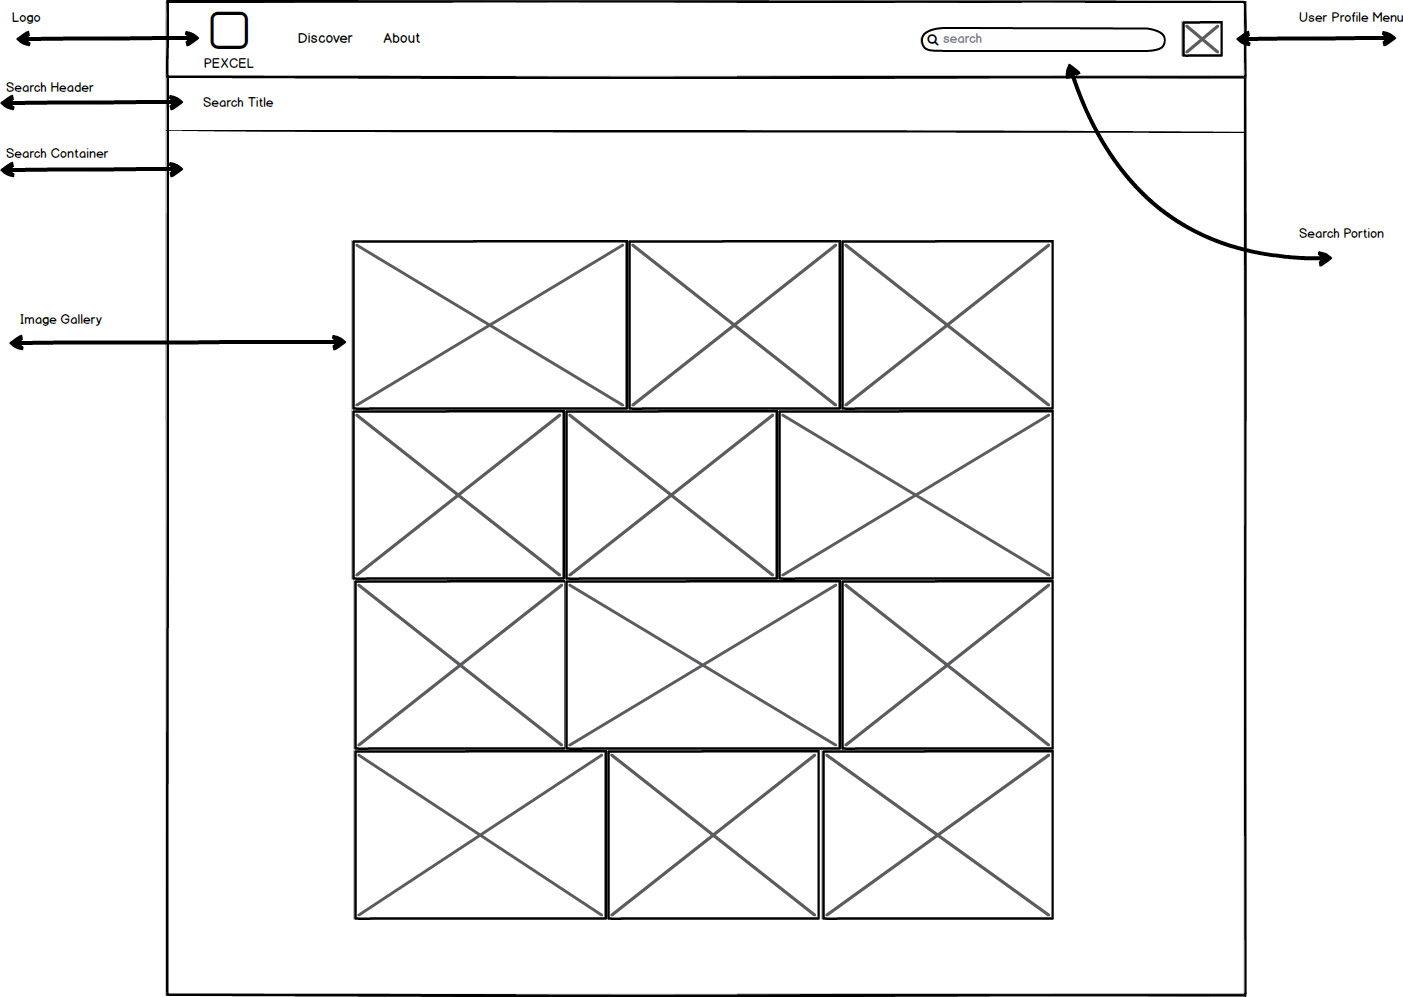 Logo
User Profile Menu
Discover
About
search
PEXCEL
Search Header
Search Title
Search Container
Search Portion
Image Gallery